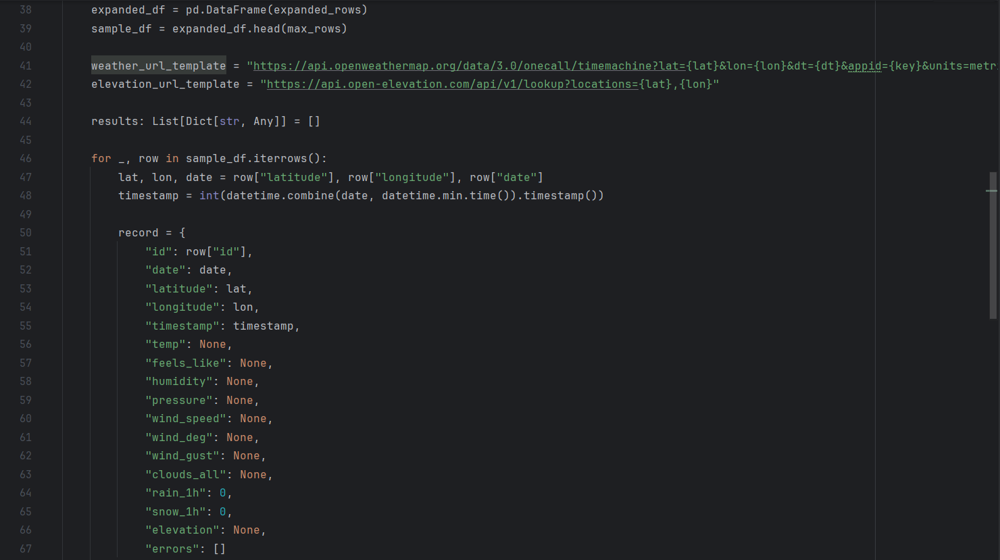 38 expanded_df = pd.DataFrame(expanded_rows)
39 sample_df = expanded_df.head(max_rows)
40
41 weather_url_template = "https://api.openweathermap.org/data/3.0/onecall/timemachine?lat={lat}&lon={lon}&dt={dt}&appid={key}&units=metr
42 elevation_url_template = "https://api.open-elevation.com/api/v1/lookup?locations={lat},{lon}"
43
44 results: List[Dict[str, Any]] = []
45
46 for _, row in sample_df.iterrows():
47 lat, lon, date = row["latitude"], row["longitude"], row["date"]
48 timestamp = int(datetime.combine(date, datetime.min.time()).timestamp())
49
50 record = {
51 "id": row["id"],
52 "date": date,
53 "latitude": lat,
54 "longitude": lon,
55 "timestamp": timestamp,
56 "temp": None,
57 "feels_like": None,
58 "humidity": None,
59 "pressure": None,
60 "wind_speed": None,
61 "wind_deg": None,
62 "wind_gust": None,
63 "clouds_all": None,
64 "rain_1h": 0,
65 "snow_1h": 0,
66 "elevation": None,
67 "errors": []